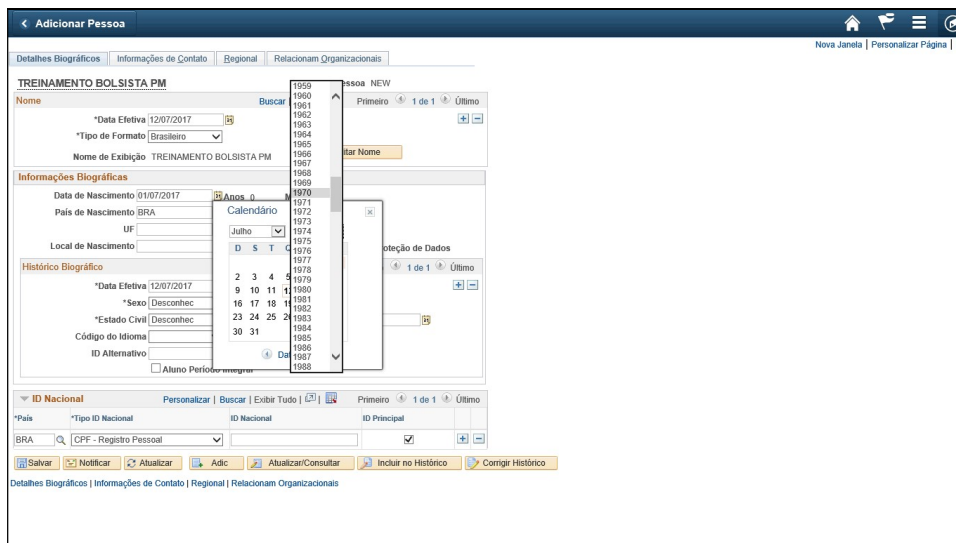 Adicionar Pessoa
Nova Janela | Personalizar Página |
Detalhes Biográficos Informações de Contato Regional Relacionam Organizacionais
TREINAMENTO BOLSISTA PM NEW
Nome Buscar Primeiro 1 de 1 Último
*Data Efetiva 12/07/2017
*Tipo de Formato Brasileiro
Nome de Exibição TREINAMENTO BOLSISTA PM Nome
Informações Biográficas
Data de Nascimento 01/07/2017 Anos 0
País de Nascimento BRA
UF
Local de Nascimento de Dados
Histórico Biográfico 1 de 1 Último
*Data Efetiva 12/07/2017
*Sexo Desconhec
*Estado Civil Desconhec
Código do Idioma
ID Alternativo
Aluno Período Integral
Calendário
Julho
D S T
2 3 4 5
9 10 11
16 17 18
23 24 25
30 31
1959
1960
1961
1962
1963
1964
1965
1966
1967
1968
1969
1970
1971
1972
1973
1974
1975
1976
1977
1978
1979
1980
1981
1982
1983
1984
1985
1986
1987
1988
ID Nacional Personalizar | Buscar | Exibir Tudo | Primeiro 1 de 1 Último
*País *Tipo ID Nacional ID Nacional ID Principal
BRA CPF - Registro Pessoal
Salvar Notificar Atualizar Adic Atualizar/Consultar Incluir no Histórico Corrigir Histórico
Detalhes Biográficos | Informações de Contato | Regional | Relacionam Organizacionais